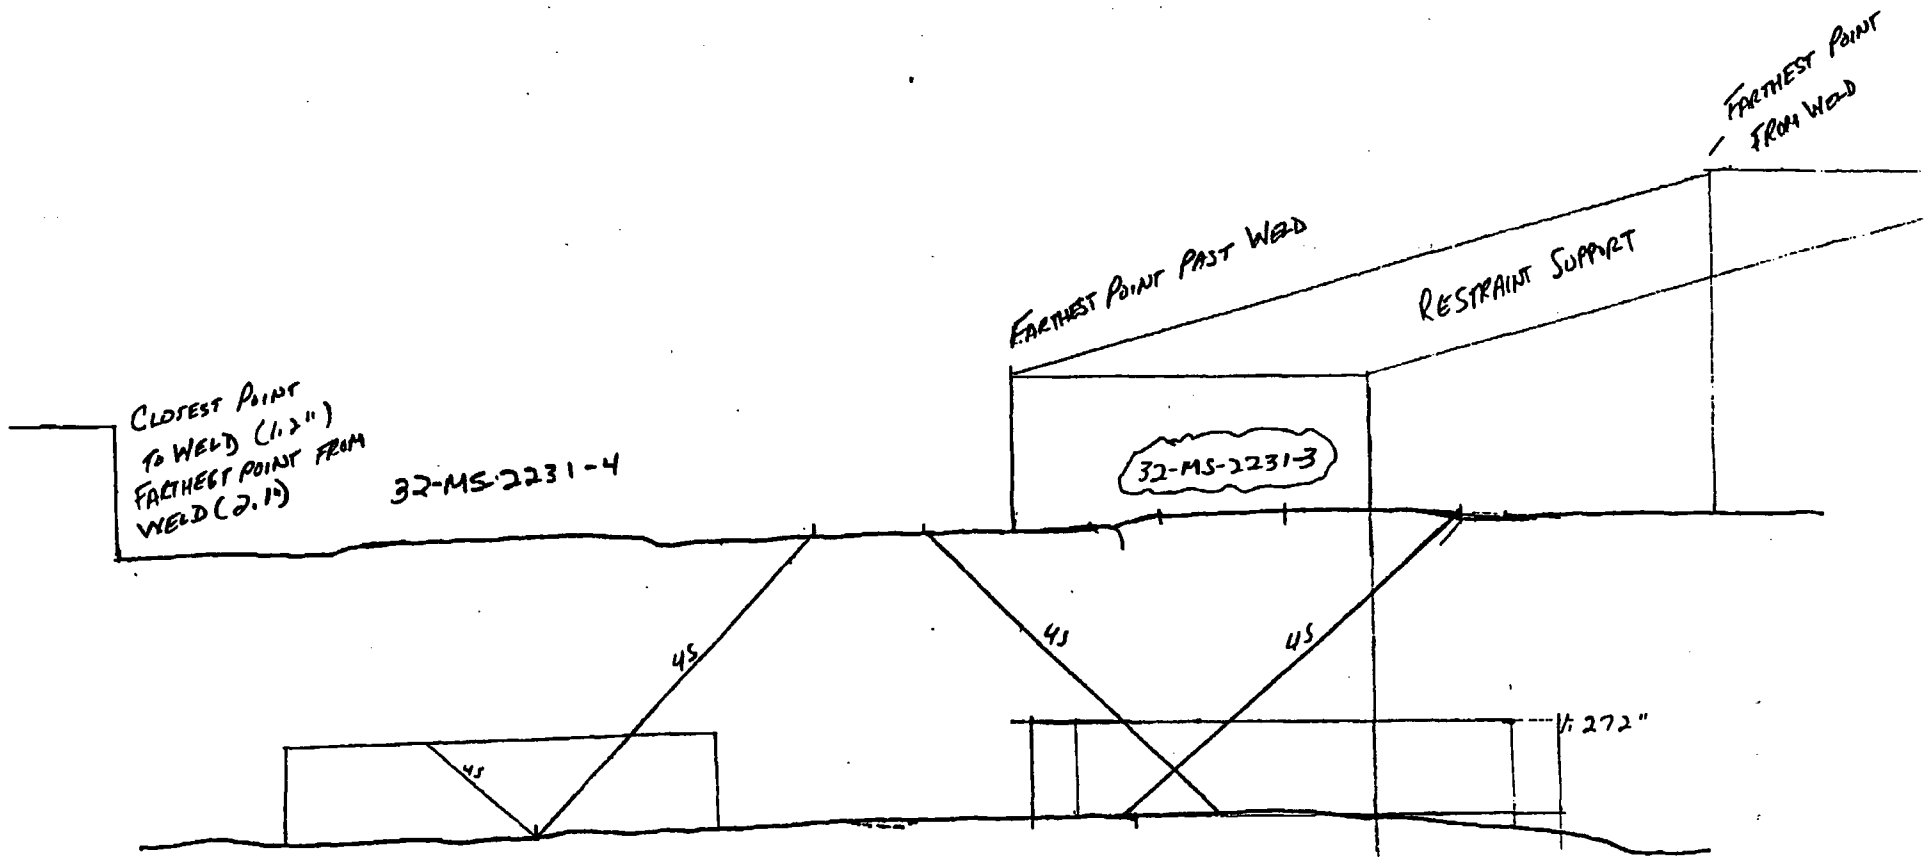 FARTHEST POINT
FROM WELD
FARTHEST POINT PAST WELD
RESTRAINT SUPPORT
CLOSEST POINT
TO WELD (1.2")
FARTHEST POINT FROM
WELD (2.1")
32-MS-2231-4
32-MS-2231-3
45
45
45
45
1.272"